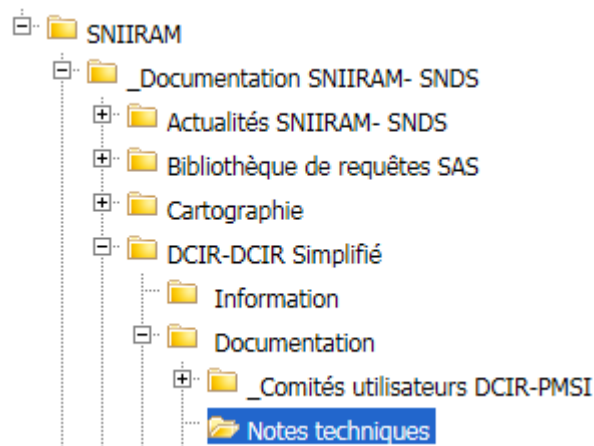 SNIIRAM
_Documentation SNIIRAM- SNDS
Actualités SNIIRAM- SNDS
Bibliothèque de requêtes SAS
Cartographie
DCIR-DCIR Simplifié
Information
Documentation
_Comités utilisateurs DCIR-PMSI
Notes techniques